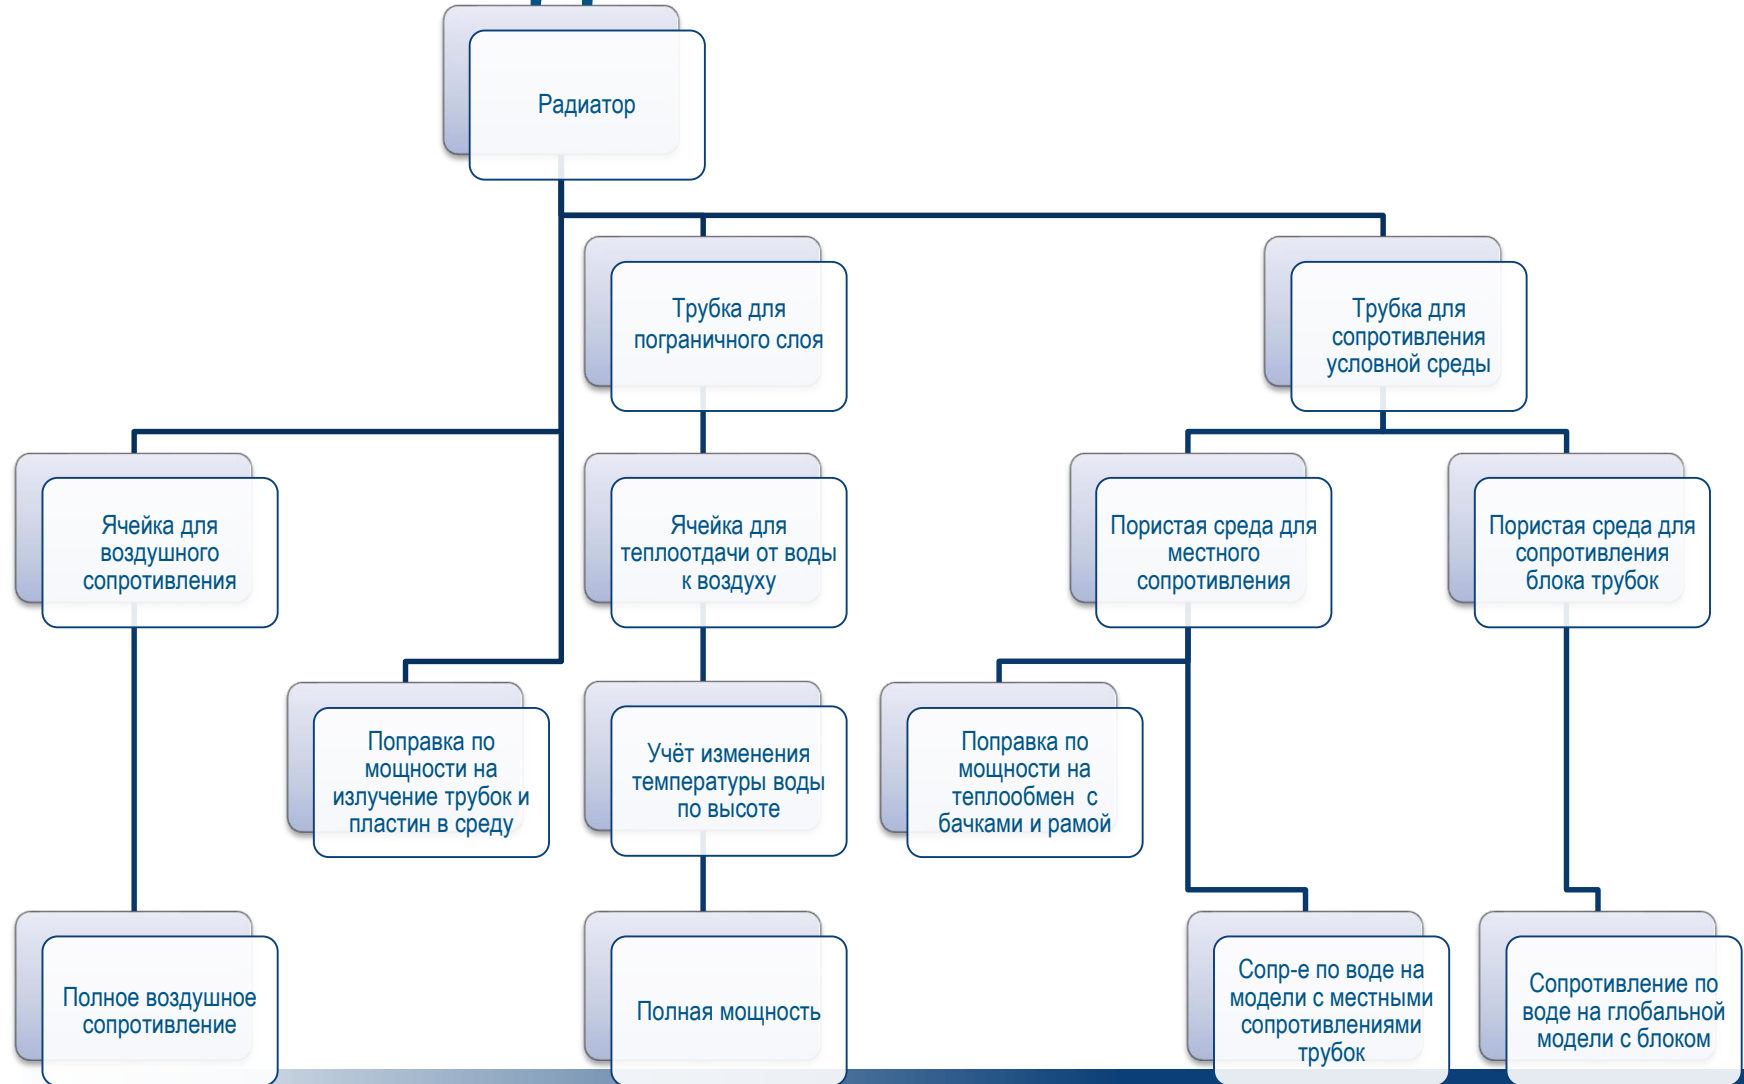 Радиатор
Трубка для
пограничного слоя
Трубка для
сопротивления
условной среды
Ячейка для
воздушного
сопротивления
Ячейка для
теплоотдачи от воды
к воздуху
Пористая среда для
местного
сопротивления
Пористая среда для
сопротивления
блока трубок
Поправка по
мощности на
излучение трубок и
пластин в среду
Учёт изменения
температуры воды
по высоте
Поправка по
мощности на
теплообмен с
бачками и рамой
Полное воздушное
сопротивление
Полная мощность
Сопр-е по воде на
модели с местными
сопротивлениями
трубок
Сопротивление по
воде на глобальной
модели с блоком